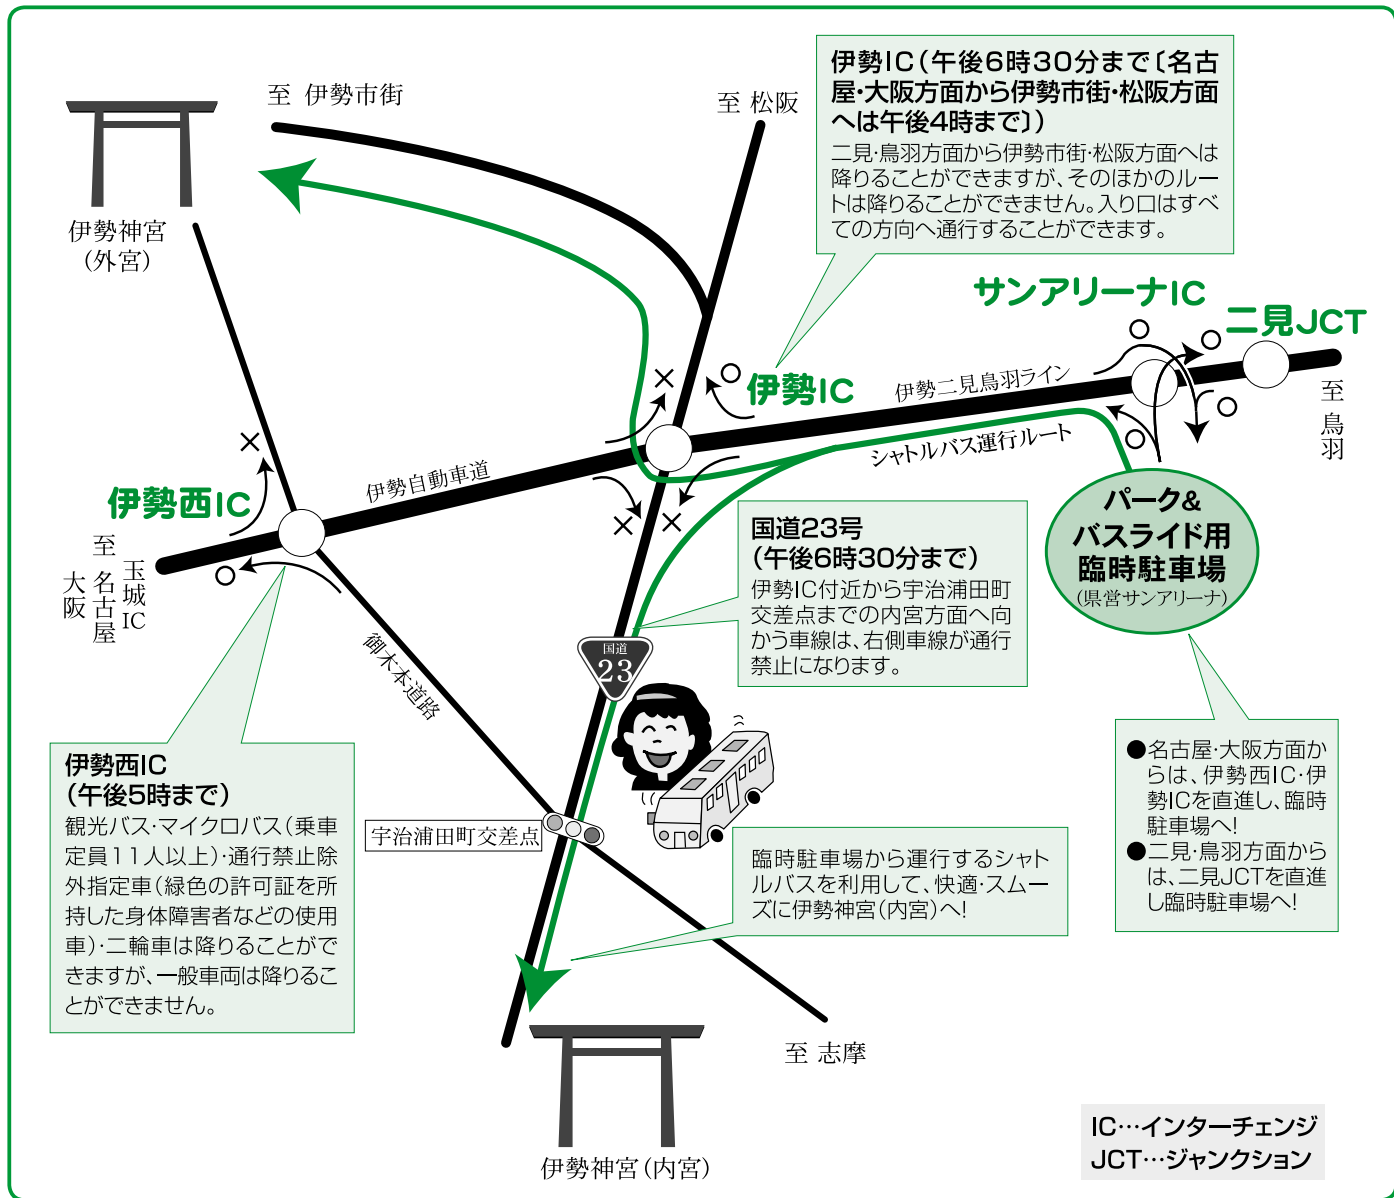 至 伊勢市街
至 松阪
伊勢IC(午後6時30分まで〔名古
屋・大阪方面から伊勢市街・松阪方面
へは午後4時まで〕)
二見・鳥羽方面から伊勢市街・松阪方面へは
降りることができますが、そのほかのルー
トは降りることができません。入り口はすべ
ての方向へ通行することができます。
伊勢神宮
(外宮)
サンアリーナIC
二見JCT
伊勢IC
伊勢二見鳥羽ライン
至 鳥羽
シャトルバス運行ルート
伊勢自動車道
伊勢西IC
至
玉城IC
名古屋
大阪
パーク&
バスライド用
臨時駐車場
(県営サンアリーナ)
国道23号
(午後6時30分まで)
伊勢IC付近から宇治浦田町
交差点までの内宮方面へ向
かう車線は、右側車線が通行
禁止になります。
国道
23
御木本道路
伊勢西IC
(午後5時まで)
観光バス・マイクロバス(乗車
定員11人以上)・通行禁止除
外指定車(緑色の許可証を所
持した身体障害者などの使用
車)・二輪車は降りることがで
きますが、一般車両は降りるこ
とができません。
●名古屋・大阪方面か
らは、伊勢西IC・伊
勢ICを直進し、臨時
駐車場へ!
●二見・鳥羽方面から
は、二見JCTを直進
し臨時駐車場へ!
宇治浦田町交差点
臨時駐車場から運行するシャト
ルバスを利用して、快適・スムー
ズに伊勢神宮(内宮)へ!
至 志摩
伊勢神宮(内宮)
IC…インターチェンジ
JCT…ジャンクション